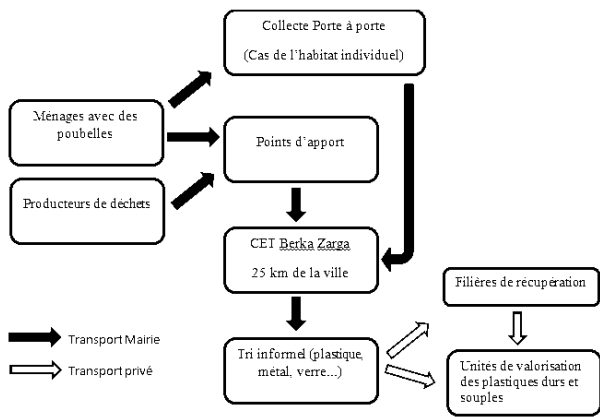 Collecte Porte à porte
(Cas de l’habitat individuel)
Ménages avec des
poubelles
Points d’apport
Producteurs de déchets
CET Berka Zarga
25 km de la ville
Filières de récupération
Transport Mairie
Transport privé
Tri informel (plastique,
métal, verre...)
Unités de valorisation
des plastiques durs et
souples